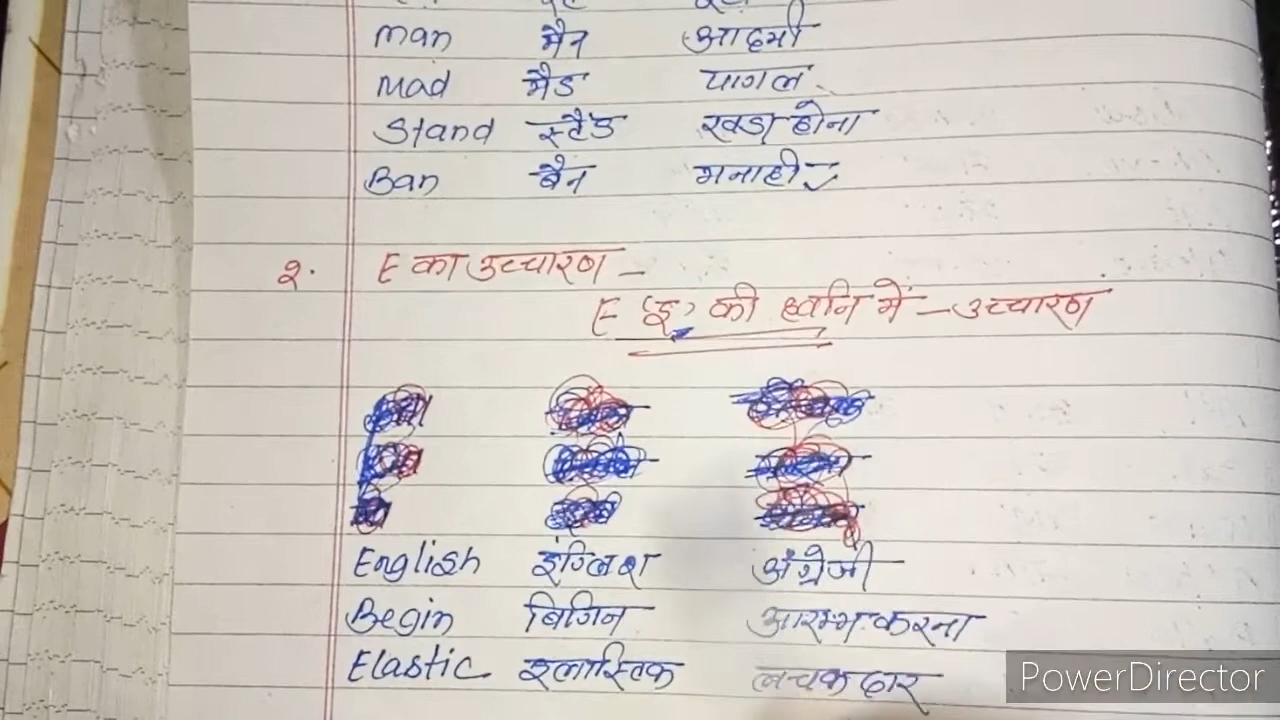 Man मैन आदमी
Mad मैड पागल
Stand स्टैंड खड़ा होना
Ban बैन मनाही
२. E का उच्चारण –
E 'इ' की ध्वनि में – उच्चारण
English इंग्लिश अंग्रेजी
Begin बिगिन आरम्भ करना
Elastic इलास्तिक लचकदार
PowerDirector